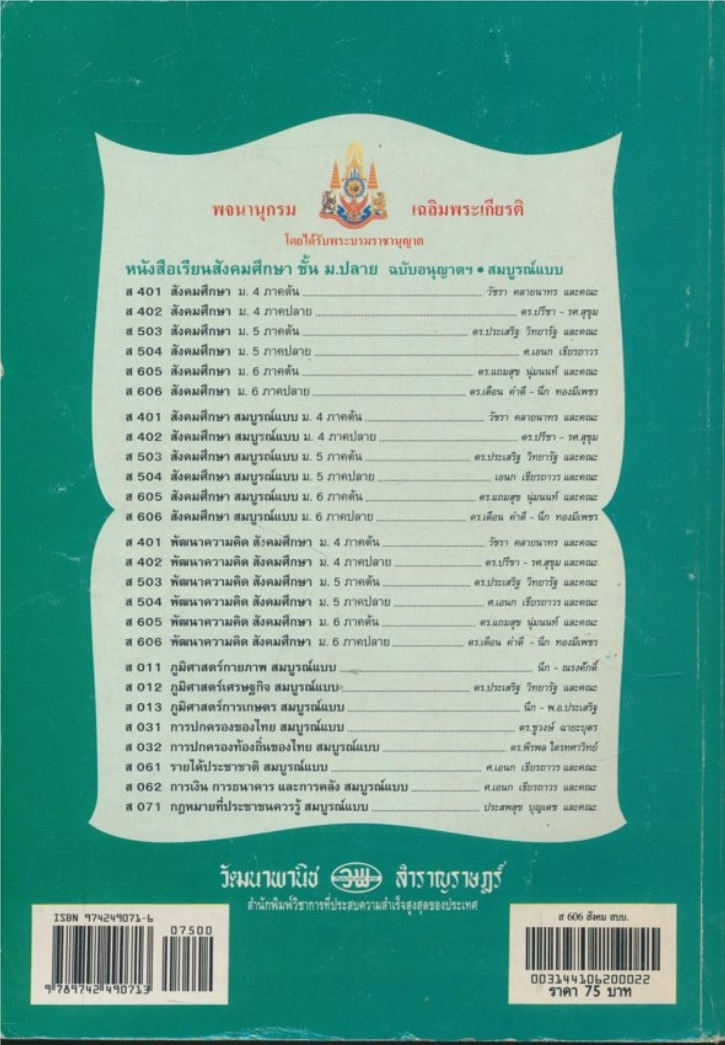 พจนานุกรม เฉลิมพระเกียรติ
โดยได้รับพระบรมราชานุญาต
หนังสือเรียนสังคมศึกษา ชั้น ม.ปลาย ฉบับอนุญาตฯ • สมบูรณ์แบบ
ส 401 สังคมศึกษา ม. 4 ภาคต้น วัชรา คลายนาทร และคณะ
ส 402 สังคมศึกษา ม. 4 ภาคปลาย ดร.ปรีชา - รศ.สุขุม
ส 503 สังคมศึกษา ม. 5 ภาคต้น ดร.ประเสริฐ วิทยารัฐ และคณะ
ส 504 สังคมศึกษา ม. 5 ภาคปลาย ศ.เอนก เธียรถาวร
ส 605 สังคมศึกษา ม. 6 ภาคต้น ดร.แถมสุข นุ่มนนท์ และคณะ
ส 606 สังคมศึกษา ม. 6 ภาคปลาย ดร.เดือน คำดี - นึก ทองมีเพชร
ส 401 สังคมศึกษา สมบูรณ์แบบ ม. 4 ภาคต้น วัชรา คลายนาทร และคณะ
ส 402 สังคมศึกษา สมบูรณ์แบบ ม. 4 ภาคปลาย ดร.ปรีชา - รศ.สุขุม
ส 503 สังคมศึกษา สมบูรณ์แบบ ม. 5 ภาคต้น ดร.ประเสริฐ วิทยารัฐ และคณะ
ส 504 สังคมศึกษา สมบูรณ์แบบ ม. 5 ภาคปลาย เอนก เธียรถาวร และคณะ
ส 605 สังคมศึกษา สมบูรณ์แบบ ม. 6 ภาคต้น ดร.แถมสุข นุ่มนนท์ และคณะ
ส 606 สังคมศึกษา สมบูรณ์แบบ ม. 6 ภาคปลาย ดร.เดือน คำดี - นึก ทองมีเพชร
ส 401 พัฒนาความคิด สังคมศึกษา ม. 4 ภาคต้น วัชรา คลายนาทร และคณะ
ส 402 พัฒนาความคิด สังคมศึกษา ม. 4 ภาคปลาย ดร.ปรีชา - รศ.สุขุม และคณะ
ส 503 พัฒนาความคิด สังคมศึกษา ม. 5 ภาคต้น ดร.ประเสริฐ วิทยารัฐ และคณะ
ส 504 พัฒนาความคิด สังคมศึกษา ม. 5 ภาคปลาย ศ.เอนก เธียรถาวร และคณะ
ส 605 พัฒนาความคิด สังคมศึกษา ม. 6 ภาคต้น ดร.แถมสุข นุ่มนนท์ และคณะ
ส 606 พัฒนาความคิด สังคมศึกษา ม. 6 ภาคปลาย ดร.เดือน คำดี - นึก ทองมีเพชร
ส 011 ภูมิศาสตร์กายภาพ สมบูรณ์แบบ นึก - ณรงค์ศักดิ์
ส 012 ภูมิศาสตร์เศรษฐกิจ สมบูรณ์แบบ ดร.ประเสริฐ วิทยารัฐ และคณะ
ส 013 ภูมิศาสตร์การเกษตร สมบูรณ์แบบ นึก - พ.อ.ประเสริฐ
ส 031 การปกครองของไทย สมบูรณ์แบบ ดร.ชูวงษ์ ฉายะบุตร
ส 032 การปกครองท้องถิ่นของไทย สมบูรณ์แบบ ดร.พีรพล ไตรทศาวิทย์
ส 061 รายได้ประชาชาติ สมบูรณ์แบบ ศ.เอนก เธียรถาวร และคณะ
ส 062 การเงิน การธนาคาร และการคลัง สมบูรณ์แบบ ศ.เอนก เธียรถาวร และคณะ
ส 071 กฎหมายที่ประชาชนควรรู้ สมบูรณ์แบบ ประสพสุข บุญเดช และคณะ
วัฒนาพานิช วพ สำราญราษฎร์
สำนักพิมพ์วิชาการที่ประสบความสำเร็จสูงสุดของประเทศ
ISBN 974249071-6
07500
9 789742 490713
ส 606 สังคม สบบ.
003144106200022
ราคา 75 บาท